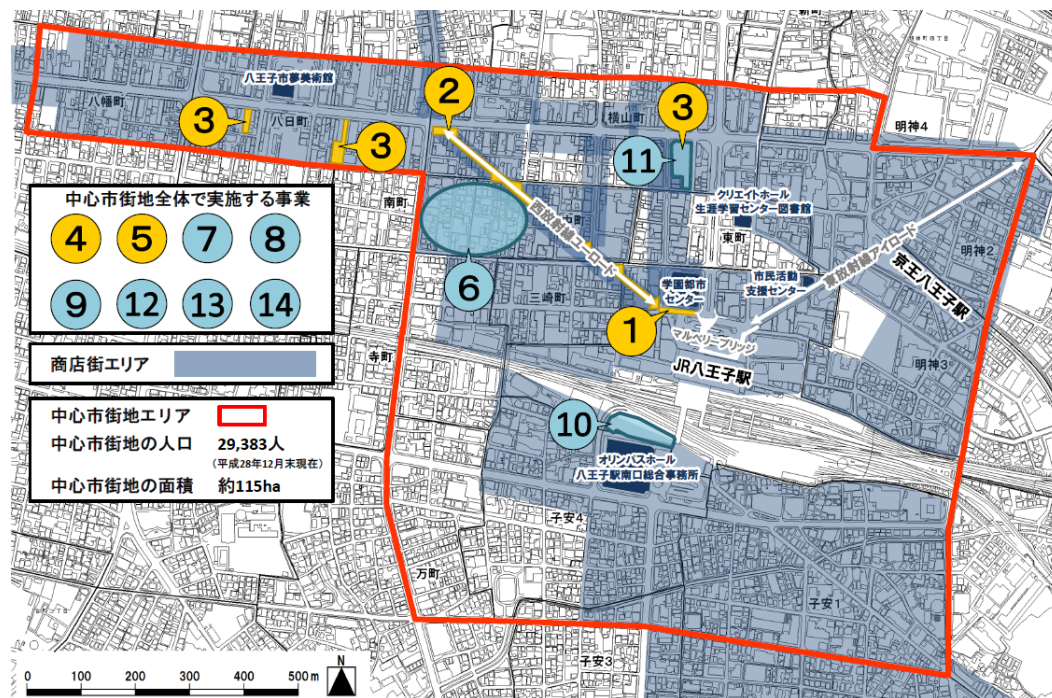 八王子市夢美術館
八幡町
八日町
横山町
明神4
3
3
2
3
11
中心市街地全体で実施する事業
4
5
7
8
9
12
13
14
南町
6
中町
西放射線ユーロード
クリエイトホール
生涯学習センター図書館
東町
東放射線アイロード
明神2
京王八王子駅
学園都市
センター
市民活動
支援センター
三崎町
1
マルベリーブリッジ
JR八王子駅
明神3
寺町
商店街エリア
中心市街地エリア
中心市街地の人口 29,383人
(平成28年12月末現在)
中心市街地の面積 約115ha
10
オリンパスホール
八王子駅南口総合事務所
子安4
万町
子安1
子安3
0 100 200 300 400 500 m
N